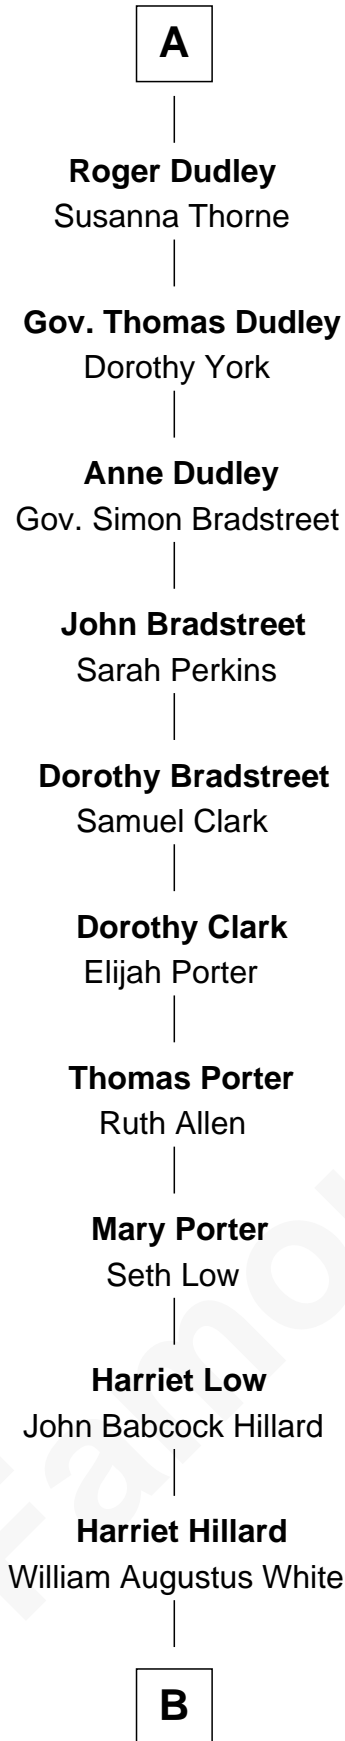 A
Roger Dudley
Susanna Thorne
Gov. Thomas Dudley
Dorothy York
Anne Dudley
Gov. Simon Bradstreet
John Bradstreet
Sarah Perkins
Dorothy Bradstreet
Samuel Clark
Dorothy Clark
Elijah Porter
Thomas Porter
Ruth Allen
Mary Porter
Seth Low
Harriet Low
John Babcock Hillard
Harriet Hillard
William Augustus White
B